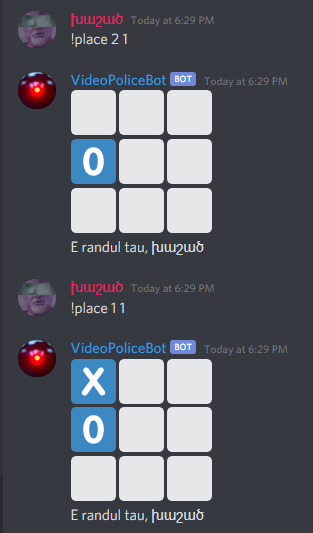 խաշած Today at 6:29 PM
!place 2 1
VideoPoliceBot BOT Today at 6:29 PM
O
E randul tau, խաշած
խաշած Today at 6:29 PM
!place 1 1
VideoPoliceBot BOT Today at 6:29 PM
X
O
E randul tau, խաշած